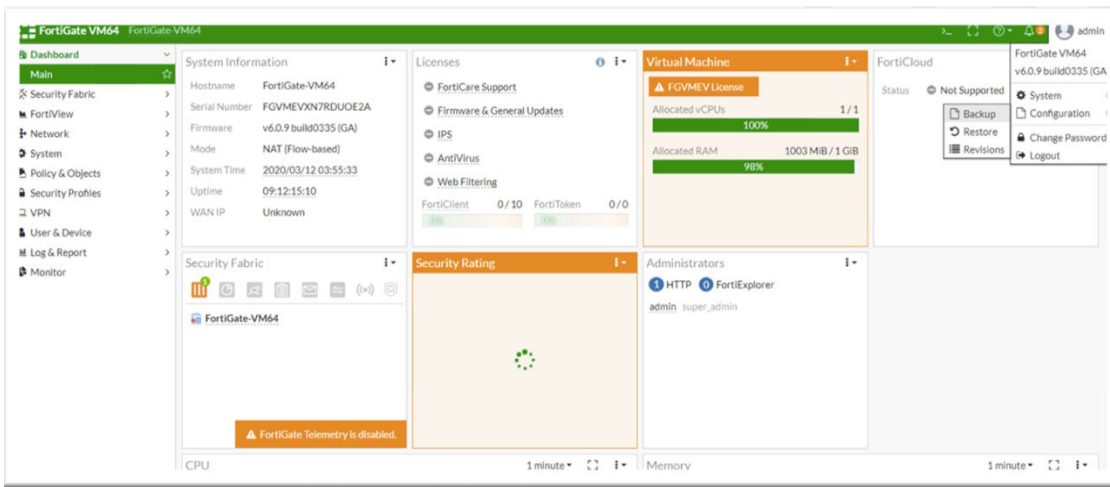 FortiGate VM64 FortiGate-VM64
2
admin
Dashboard
Main
Security Fabric
FortiView
Network
System
Policy & Objects
Security Profiles
VPN
User & Device
Log & Report
Monitor
System Information
Hostname FortiGate-VM64
Serial Number FGVMEVXN7RDUOE2A
Firmware v6.0.9 build0335 (GA)
Mode NAT (Flow-based)
System Time 2020/03/12 03:55:33
Uptime 09:12:15:10
WAN IP Unknown
Licenses
FortiCare Support
Firmware & General Updates
IPS
AntiVirus
Web Filtering
FortiClient 0/10 FortiToken 0/0
Virtual Machine
FGVMEV License
Allocated vCPUs 1/1
100%
Allocated RAM 1003 MiB / 1 GiB
98%
FortiCloud
Status Not Supported
Backup
Restore
Revisions
FortiGate VM64
v6.0.9 build0335 (GA
System
Configuration
Change Password
Logout
Security Fabric
1
FortiGate-VM64
FortiGate Telemetry is disabled.
Security Rating
Administrators
1 HTTP 0 FortiExplorer
admin super_admin
CPU 1 minute
Memory 1 minute